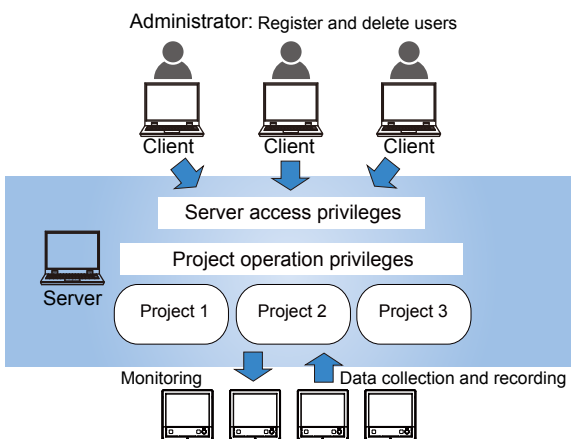 Administrator: Register and delete users
Client Client Client
Server access privileges
Project operation privileges
Server
Project 1 Project 2 Project 3
Monitoring Data collection and recording